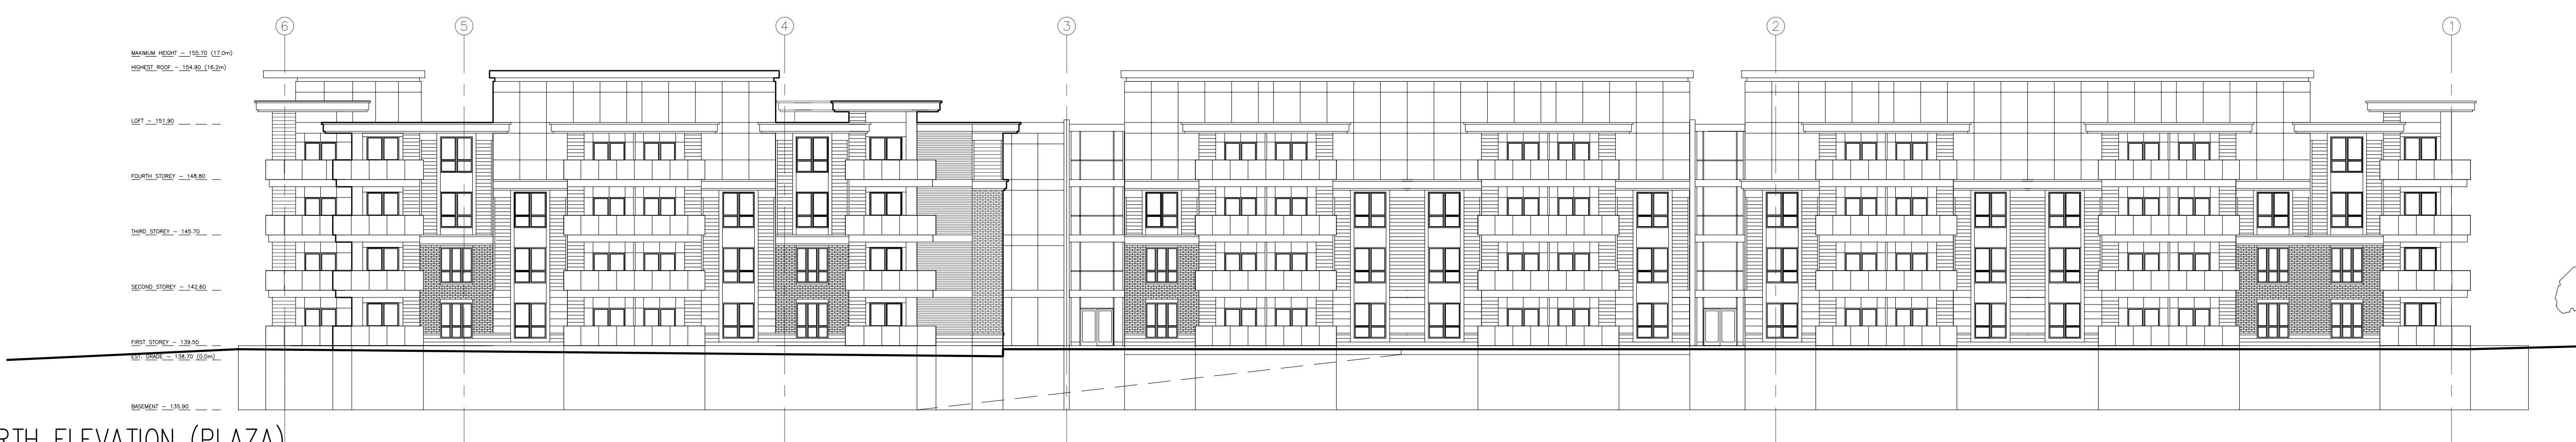 6 5 4 3 2 1
MAXIMUM HEIGHT - 155.70 (17.0m)
HIGHEST ROOF - 154.90 (16.2m)
LOFT - 151.90
FOURTH STOREY - 148.80
THIRD STOREY - 145.70
SECOND STOREY - 142.60
FIRST STOREY - 139.50
EST. GRADE - 138.70 (0.0m)
BASEMENT - 135.90
RTH ELEVATION (PLAZA)